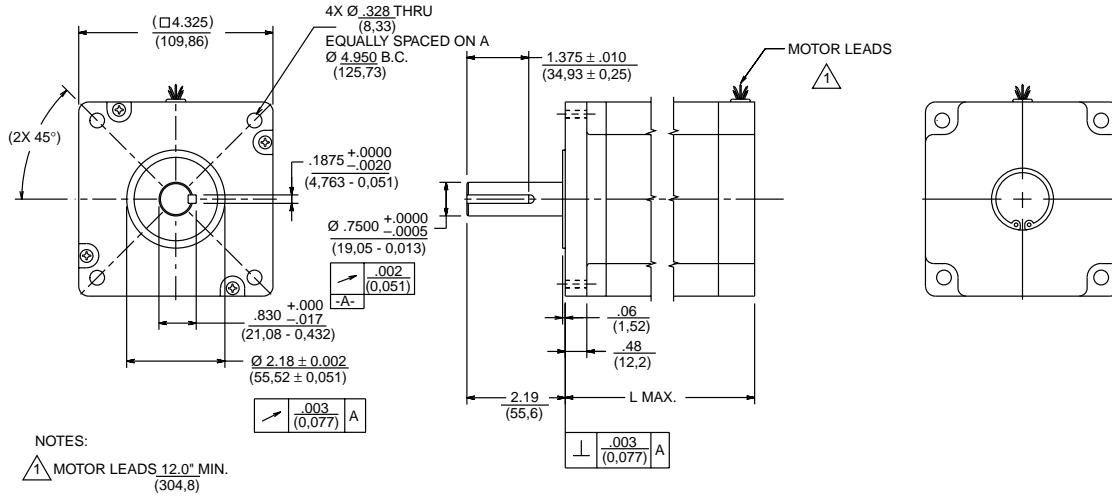 (□4.325)
(109,86)
4X Ø .328 THRU
(8,33)
EQUALLY SPACED ON A
Ø 4.950 B.C.
(125,73)
(2X 45°)
.1875 +.0000
–.0020
(4,763 - 0,051)
1.375 ± .010
(34,93 ± 0,25)
MOTOR LEADS
1
Ø .7500 +.0000
–.0005
(19,05 - 0,013)
.002
(0,051)
-A-
.830 +.000
–.017
(21,08 - 0,432)
Ø 2.18 ± 0.002
(55,52 ± 0,051)
.003
(0,077)
A
.06
(1,52)
.48
(12,2)
2.19
(55,6)
L MAX.
⊥ .003
(0,077)
A
NOTES:
1 MOTOR LEADS 12.0" MIN.
(304,8)